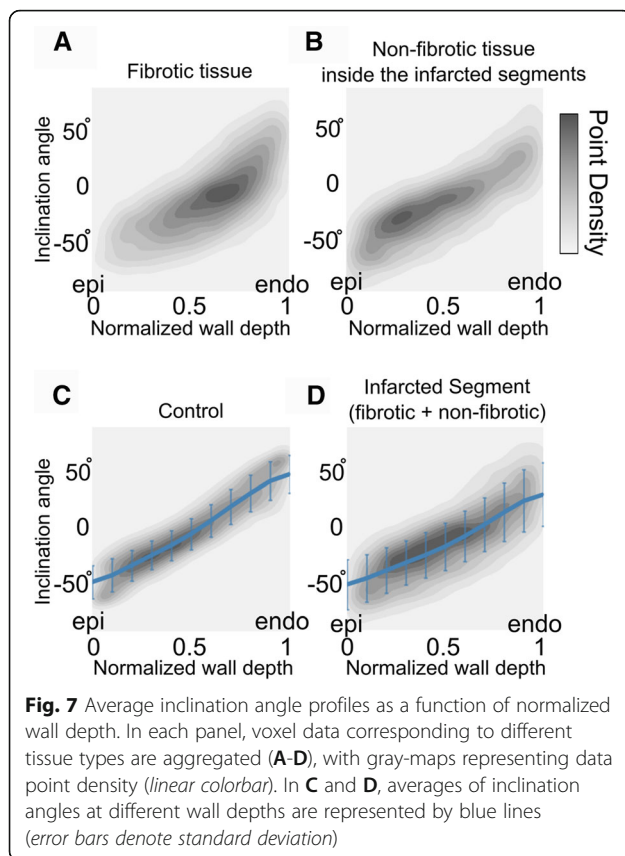 A
Fibrotic tissue
B
Non-fibrotic tissue
inside the infarcted segments
Inclination angle
50°
0
-50°
epi
endo
0
0.5
1
Normalized wall depth
50°
0
-50°
epi
endo
0
0.5
1
Normalized wall depth
Point Density
C
Control
D
Infarcted Segment
(fibrotic + non-fibrotic)
Inclination angle
50°
0
-50°
epi
endo
0
0.5
1
Normalized wall depth
50°
0
-50°
epi
endo
0
0.5
1
Normalized wall depth
Fig. 7 Average inclination angle profiles as a function of normalized
wall depth. In each panel, voxel data corresponding to different
tissue types are aggregated (A-D), with gray-maps representing data
point density (linear colorbar). In C and D, averages of inclination
angles at different wall depths are represented by blue lines
(error bars denote standard deviation)